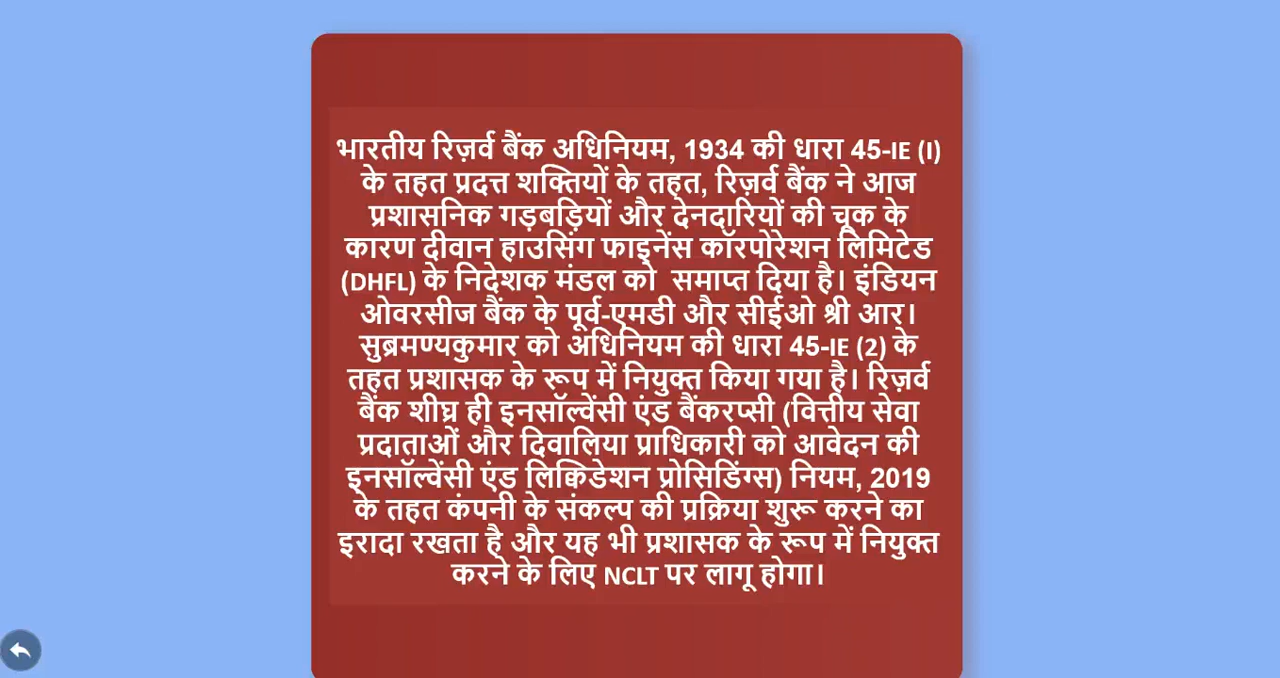 भारतीय रिज़र्व बैंक अधिनियम, 1934 की धारा 45-IE (I)
के तहत प्रदत्त शक्तियों के तहत, रिज़र्व बैंक ने आज
प्रशासनिक गड़बड़ियों और देनदारियों की चूक के
कारण दीवान हाउसिंग फाइनेंस कॉरपोरेशन लिमिटेड
(DHFL) के निदेशक मंडल को समाप्त दिया है। इंडियन
ओवरसीज बैंक के पूर्व-एमडी और सीईओ श्री आर।
सुब्रमण्यकुमार को अधिनियम की धारा 45-IE (2) के
तहत प्रशासक के रूप में नियुक्त किया गया है। रिज़र्व
बैंक शीघ्र ही इनसॉल्वेंसी एंड बैंकरप्सी (वित्तीय सेवा
प्रदाताओं और दिवालिया प्राधिकारी को आवेदन की
इनसॉल्वेंसी एंड लिक्विडेशन प्रोसिडिंग्स) नियम, 2019
के तहत कंपनी के संकल्प की प्रक्रिया शुरू करने का
इरादा रखता है और यह भी प्रशासक के रूप में नियुक्त
करने के लिए NCLT पर लागू होगा।